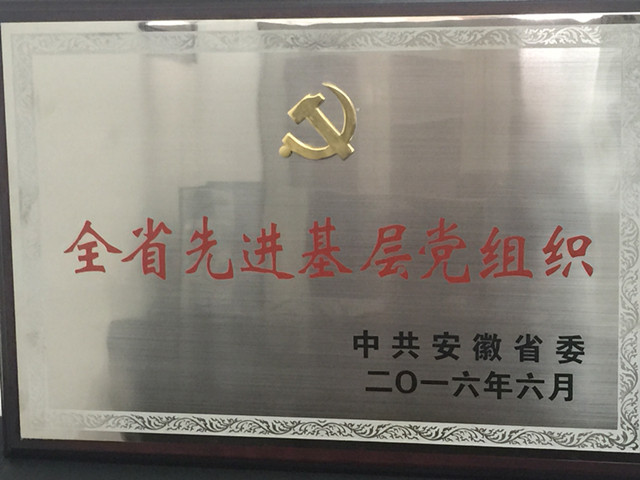 全省先进基层党组织
中共安徽省委
二〇一六年六月